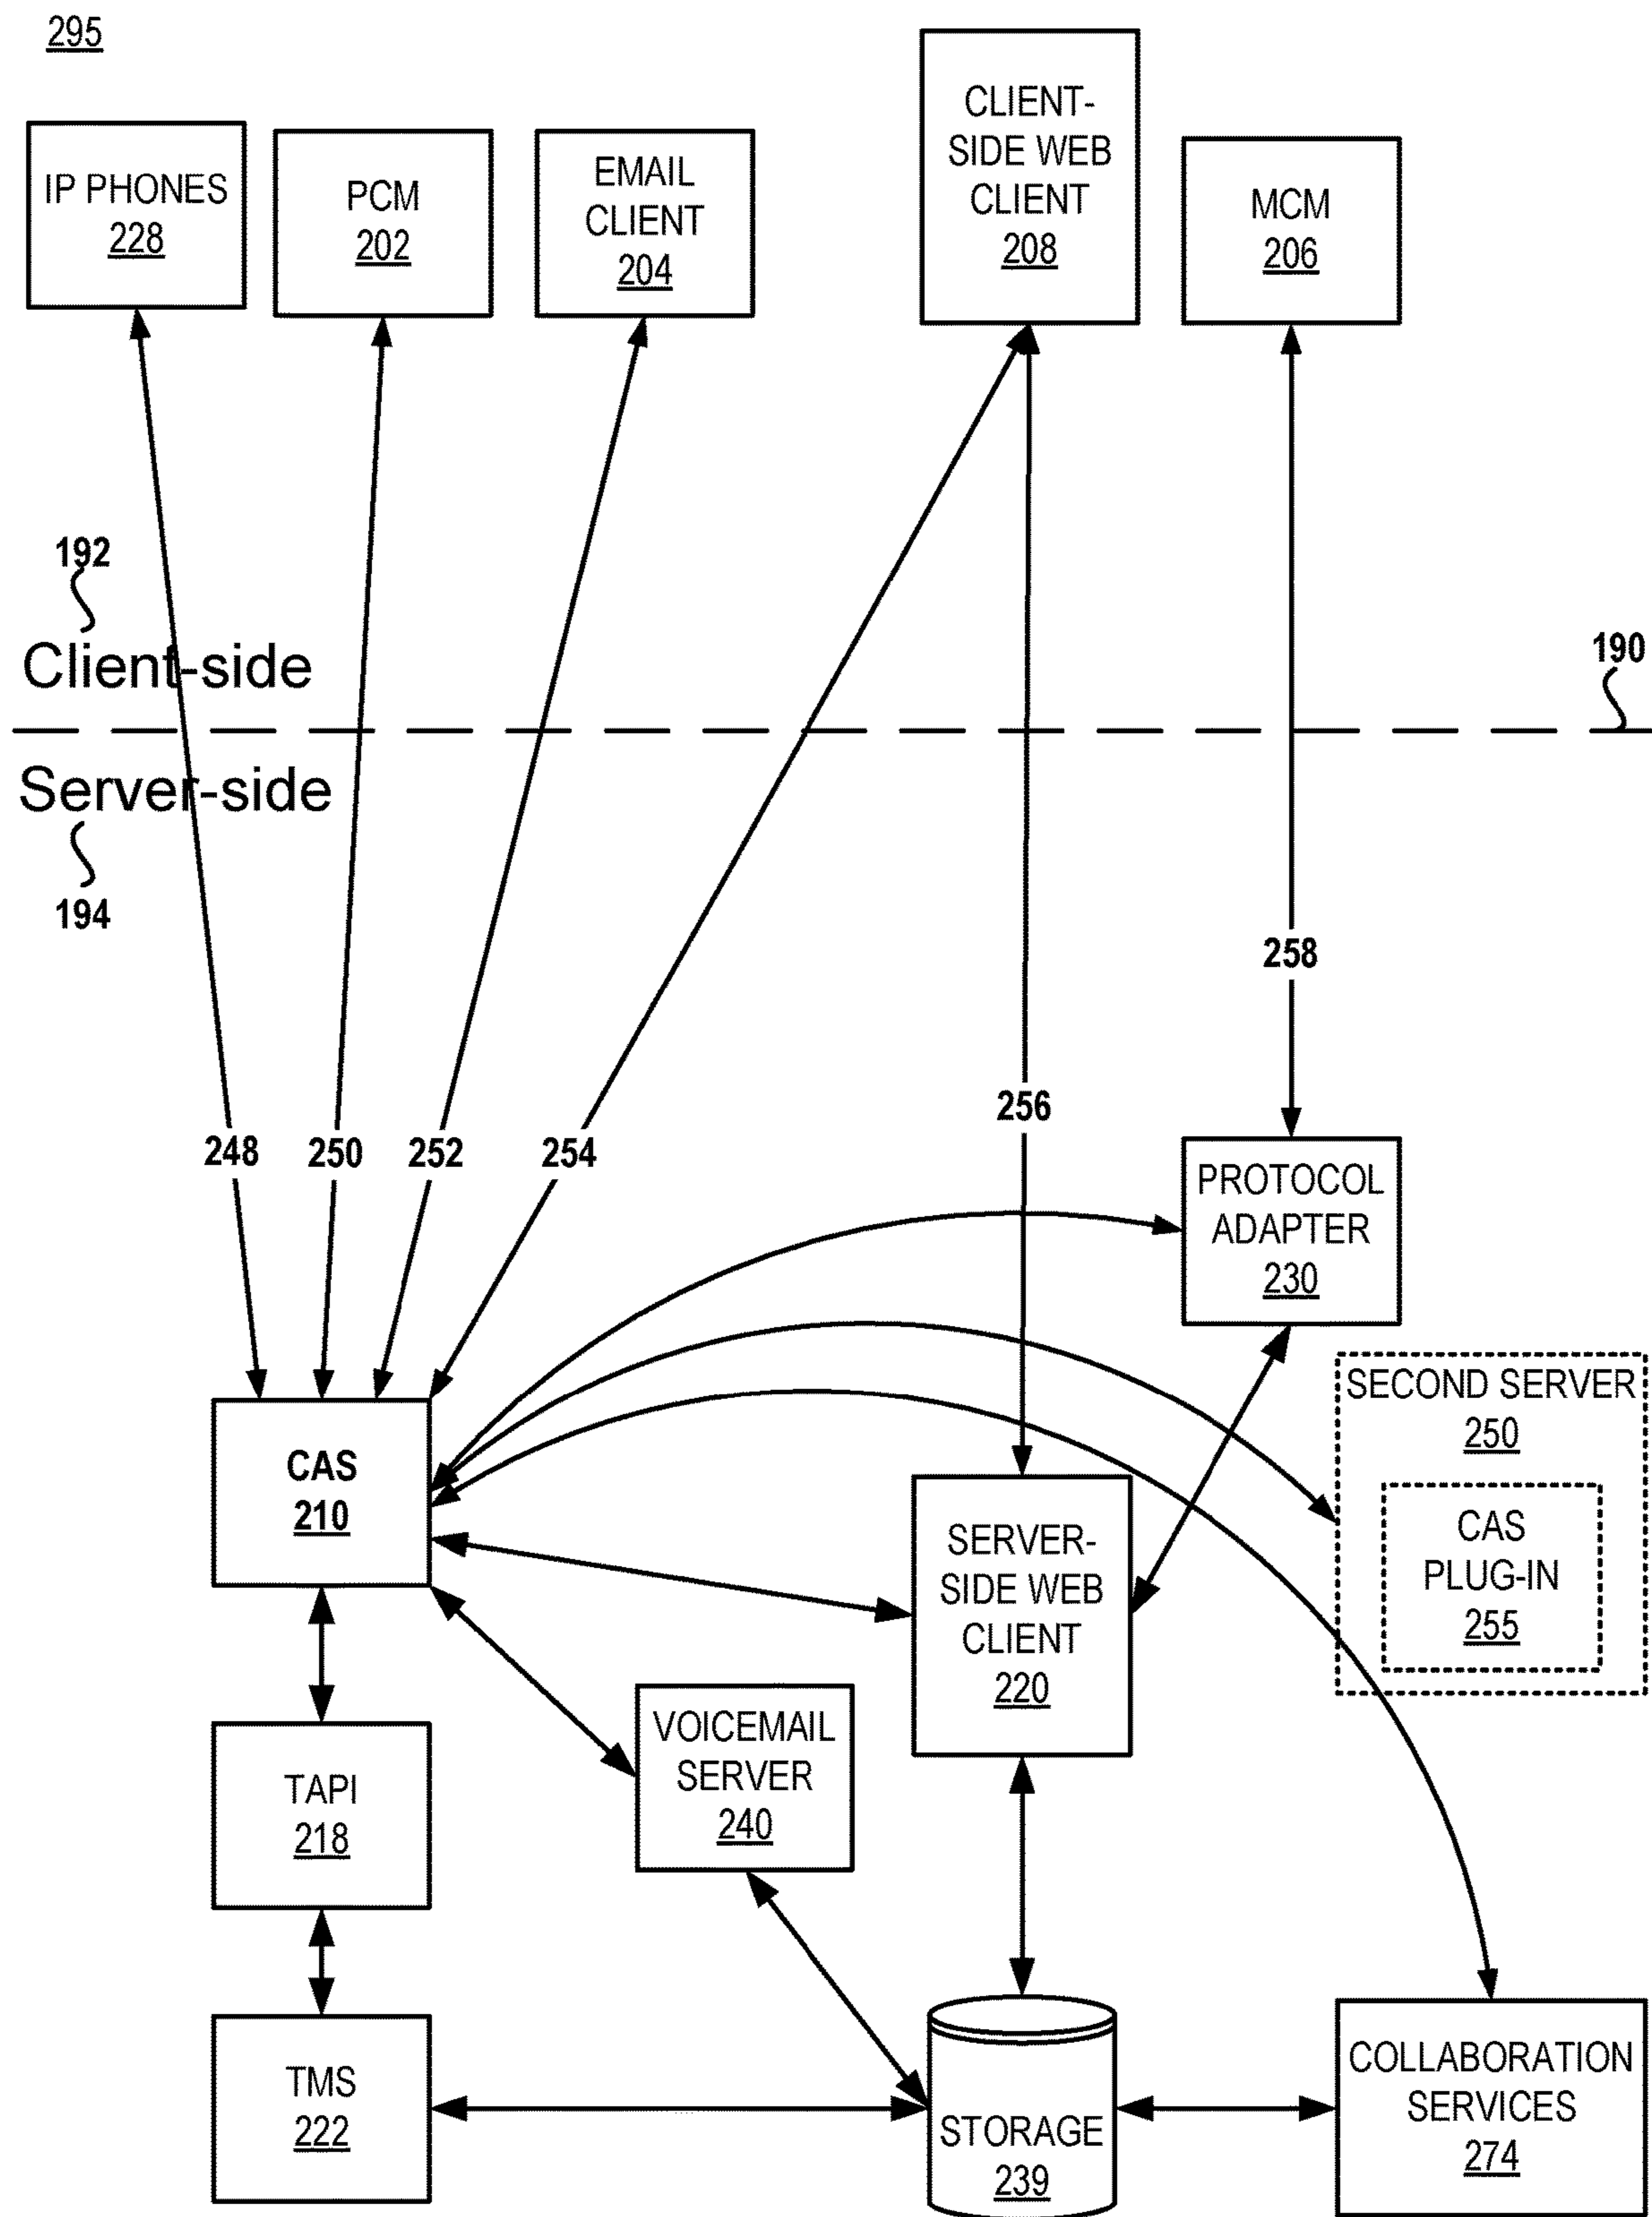 295
IP PHONES
228
PCM
202
EMAIL
CLIENT
204
CLIENT-
SIDE WEB
CLIENT
208
MCM
206
192
Client-side
190
Server-side
194
258
256
248
250
252
254
PROTOCOL
ADAPTER
230
SECOND SERVER
250
CAS
PLUG-IN
255
CAS
210
SERVER-
SIDE WEB
CLIENT
220
VOICEMAIL
SERVER
240
TAPI
218
TMS
222
STORAGE
239
COLLABORATION
SERVICES
274